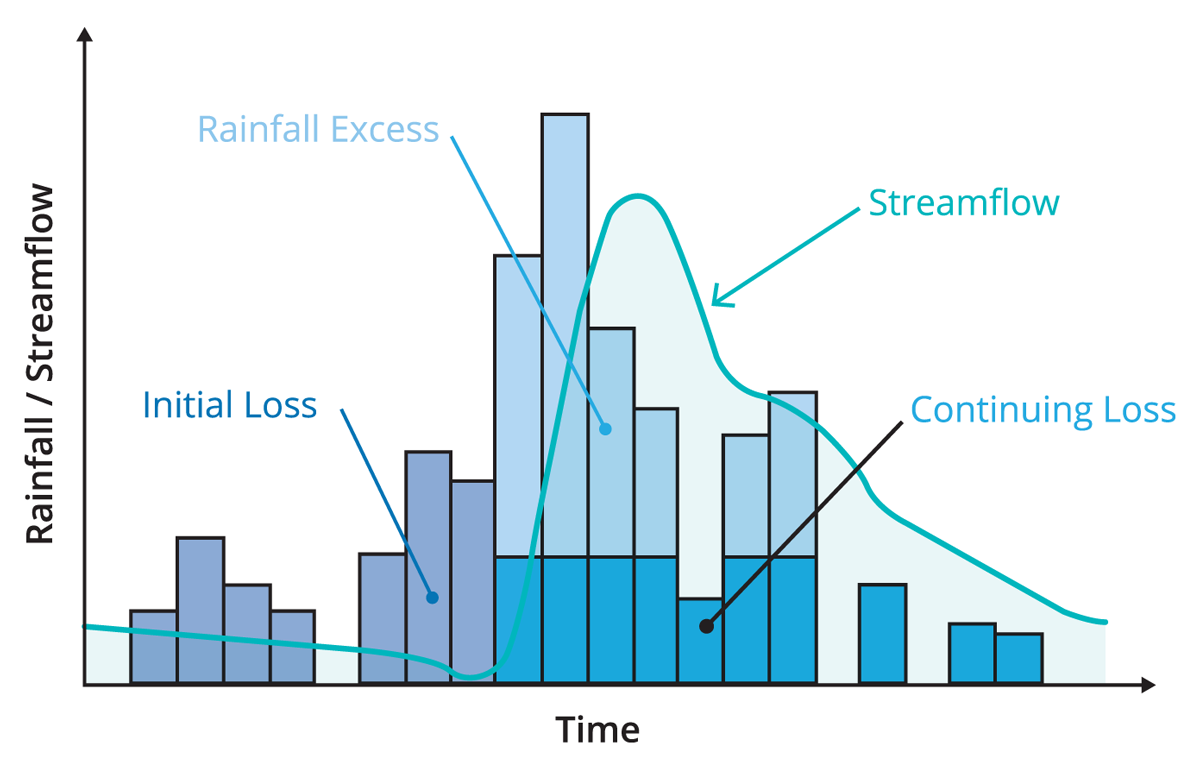 Rainfall Excess
Streamflow
Initial Loss
Continuing Loss
Rainfall / Streamflow
Time